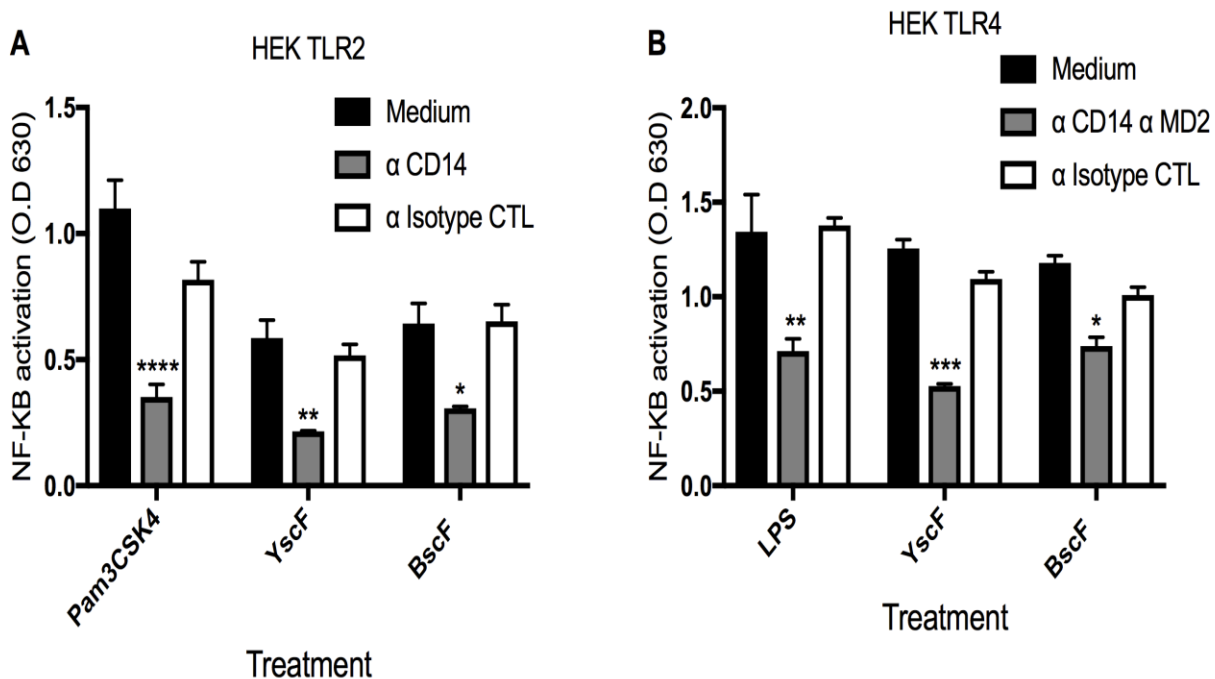 A
HEK TLR2
Medium
α CD14
α Isotype CTL
NF-KB activation (O.D 630)
1.5
1.0
0.5
0.0
****
**
*
Pam3CSK4
YscF
BscF
Treatment
B
HEK TLR4
Medium
α CD14 α MD2
α Isotype CTL
NF-KB activation (O.D 630)
2.0
1.5
1.0
0.5
0.0
**
***
*
LPS
YscF
BscF
Treatment